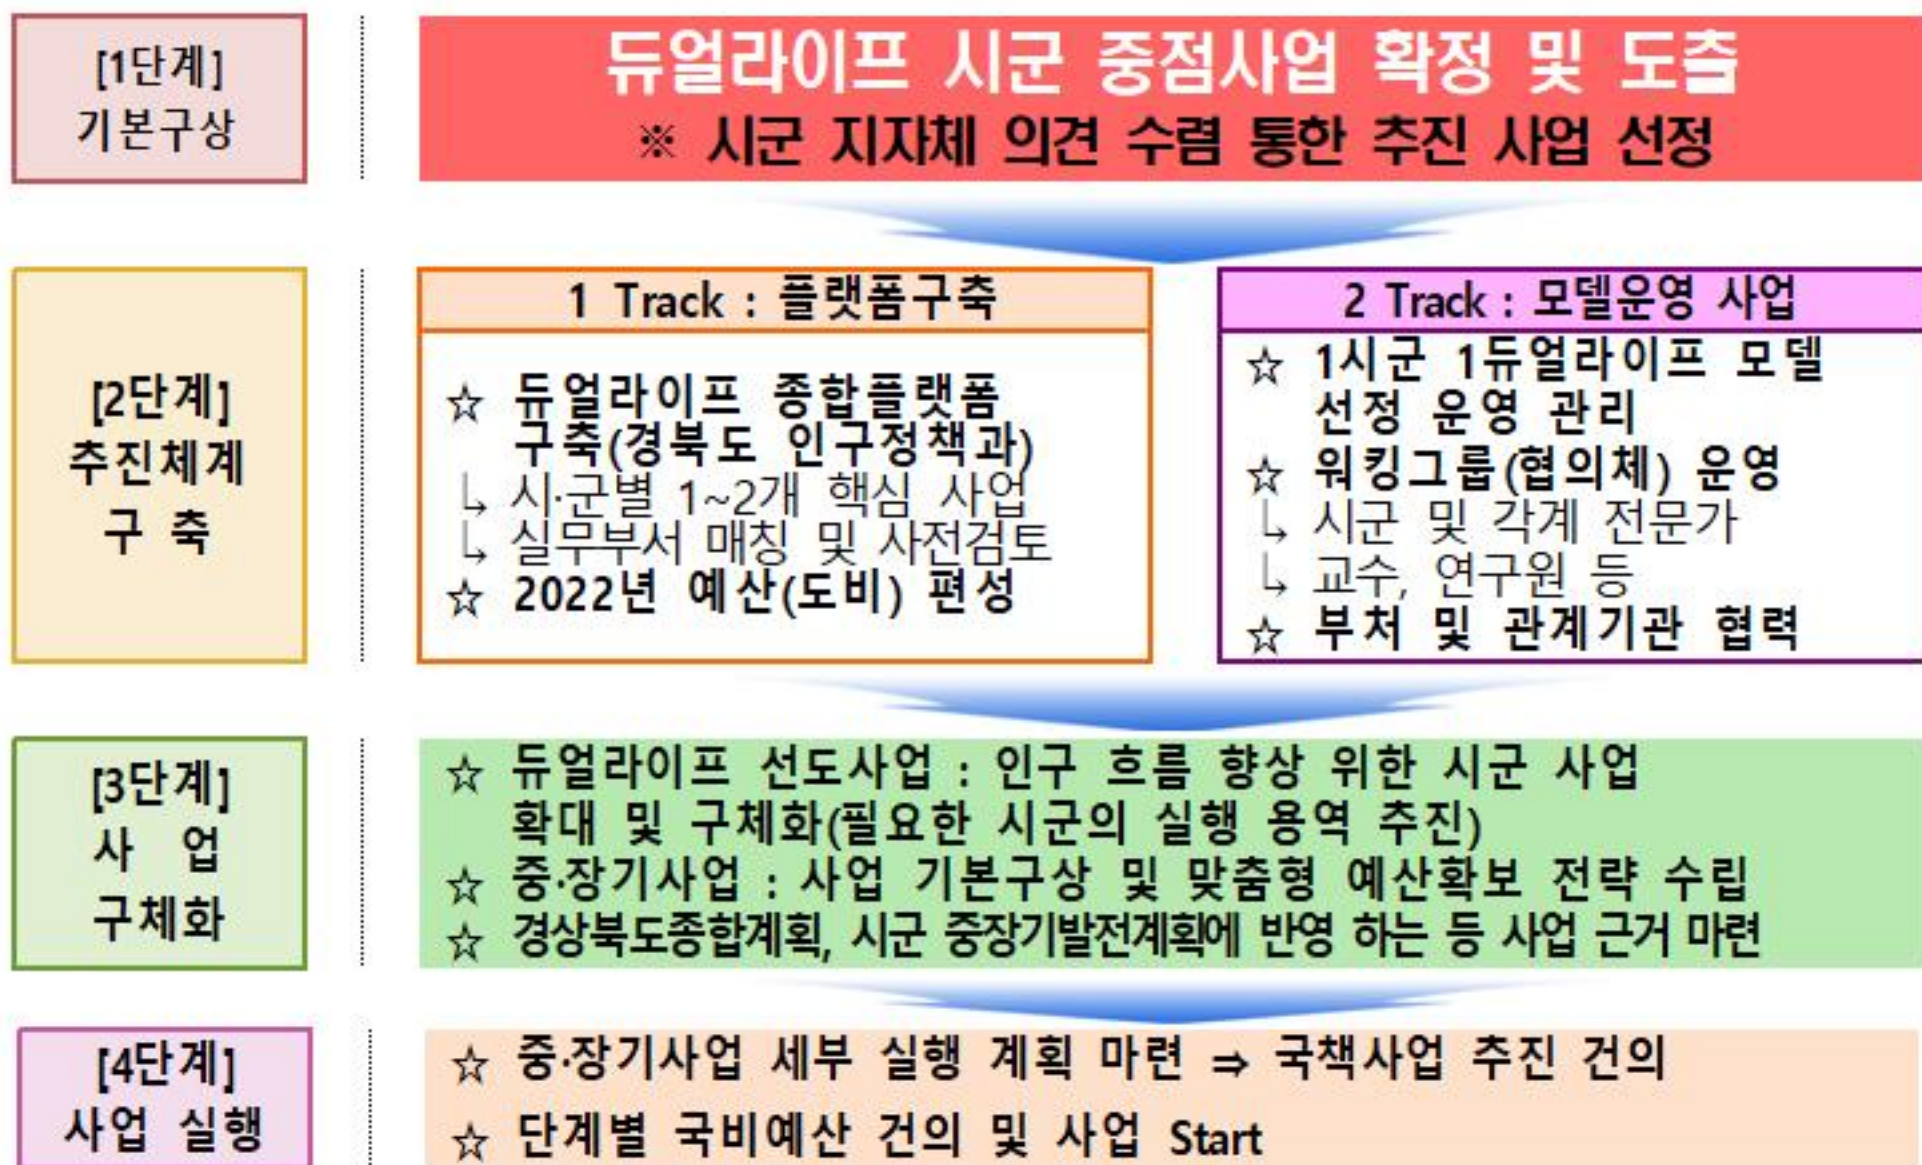 [1단계]
기본구상
듀얼라이프 시군 중점사업 확정 및 도출
※ 시군 지자체 의견 수렴 통한 추진 사업 선정
[2단계]
추진체계
구 축
1 Track : 플랫폼구축
☆ 듀얼라이프 종합플랫폼
구축(경북도 인구정책과)
↳ 시·군별 1~2개 핵심 사업
↳ 실무부서 매칭 및 사전검토
☆ 2022년 예산(도비) 편성
2 Track : 모델운영 사업
☆ 1시군 1듀얼라이프 모델
선정 운영 관리
☆ 워킹그룹(협의체) 운영
↳ 시군 및 각계 전문가
↳ 교수, 연구원 등
☆ 부처 및 관계기관 협력
[3단계]
사 업
구체화
☆ 듀얼라이프 선도사업 : 인구 흐름 향상 위한 시군 사업
확대 및 구체화(필요한 시군의 실행 용역 추진)
☆ 중·장기사업 : 사업 기본구상 및 맞춤형 예산확보 전략 수립
☆ 경상북도종합계획, 시군 중장기발전계획에 반영 하는 등 사업 근거 마련
[4단계]
사업 실행
☆ 중·장기사업 세부 실행 계획 마련 ⇒ 국책사업 추진 건의
☆ 단계별 국비예산 건의 및 사업 Start